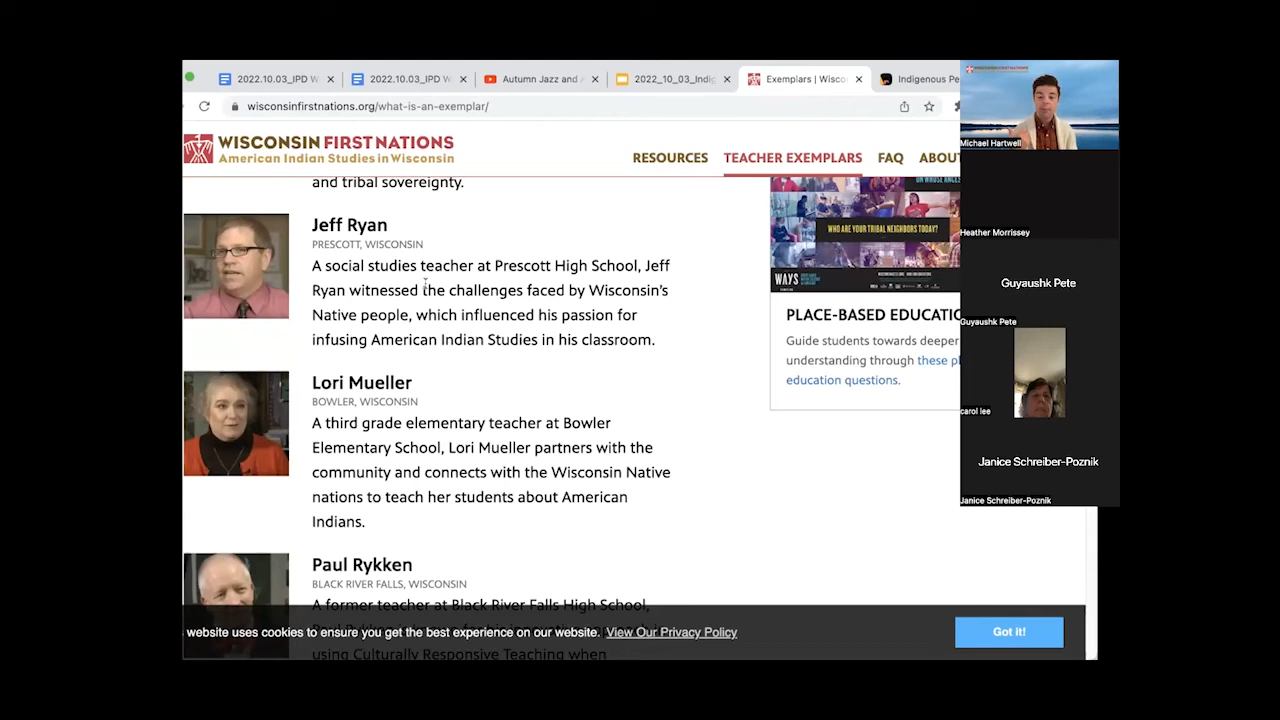 2022.10.03_IPD W
2022.10.03_IPD W
Autumn Jazz and
2022_10_03_Indig
Exemplars | Wisco
Indigenous Pe
wisconsinfirstnations.org/what-is-an-exemplar/
WISCONSIN FIRST NATIONS
American Indian Studies in Wisconsin
RESOURCES
TEACHER EXEMPLARS
FAQ
ABOU
and tribal sovereignty.
Jeff Ryan
PRESCOTT, WISCONSIN
A social studies teacher at Prescott High School, Jeff
Ryan witnessed the challenges faced by Wisconsin's
Native people, which influenced his passion for
infusing American Indian Studies in his classroom.
Lori Mueller
BOWLER, WISCONSIN
A third grade elementary teacher at Bowler
Elementary School, Lori Mueller partners with the
community and connects with the Wisconsin Native
nations to teach her students about American
Indians.
Paul Rykken
BLACK RIVER FALLS, WISCONSIN
A former teacher at Black River Falls High School,
using Culturally Responsive Teaching when
WHO ARE YOUR TRIBAL NEIGHBORS TODAY?
WAYS
PLACE-BASED EDUCATIO
Guide students towards deeper
understanding through these pl
education questions.
website uses cookies to ensure you get the best experience on our website. View Our Privacy Policy
Got it!
Michael Hartwell
Heather Morrissey
Guyaushk Pete
Guyaushk Pete
carol lee
Janice Schreiber-Poznik
Janice Schreiber-Poznik